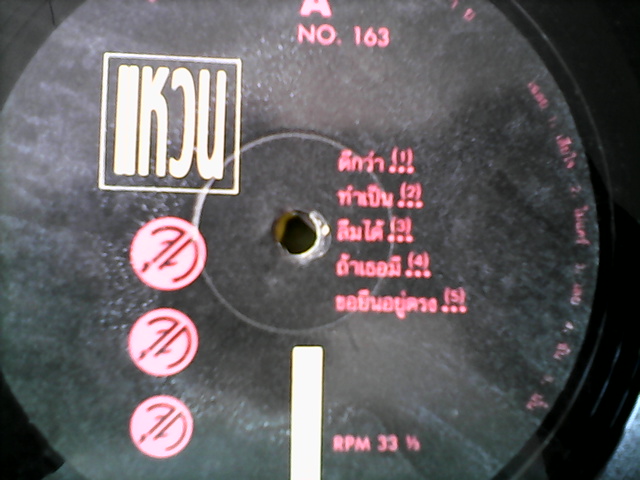 A
NO. 163
แหวน
ดีกว่า (1)...
ทำเป็น (2)...
ลืมได้ (3)...
ถ้าเธอมี (4)...
ขอยืนอยู่ตรง (5)...
RPM 33 ⅓